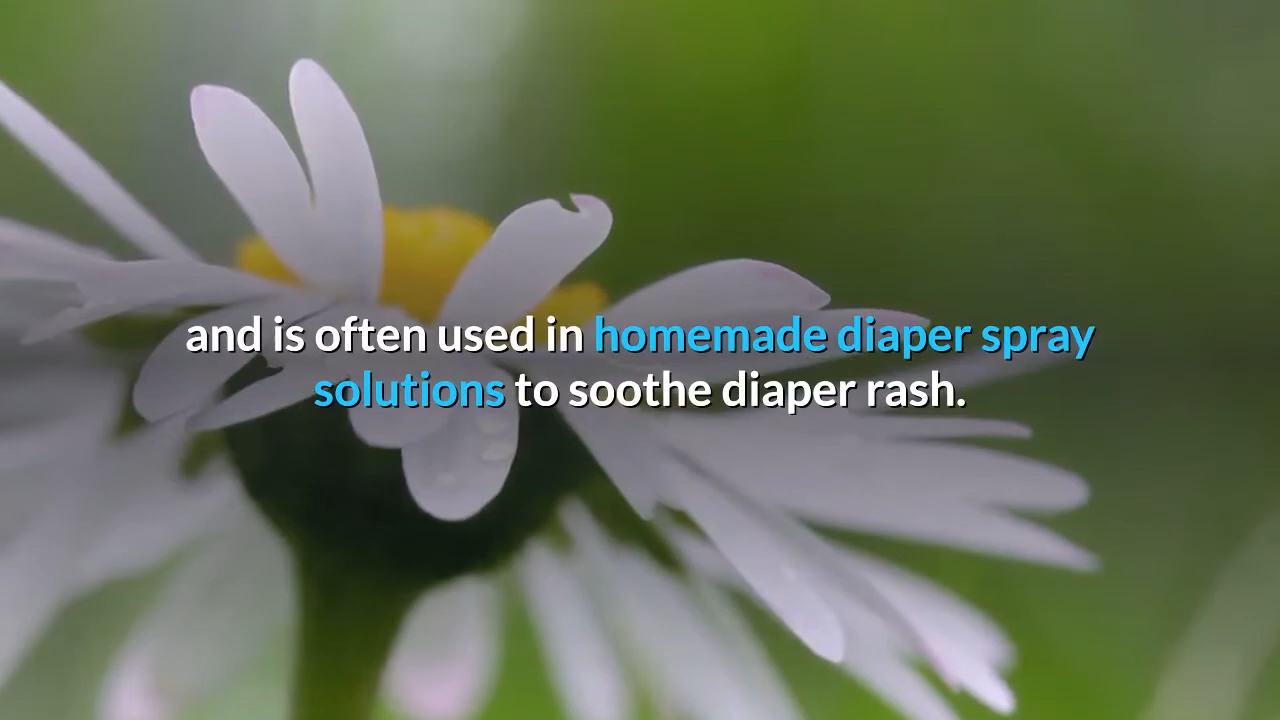 and is often used in homemade diaper spray
solutions to soothe diaper rash.